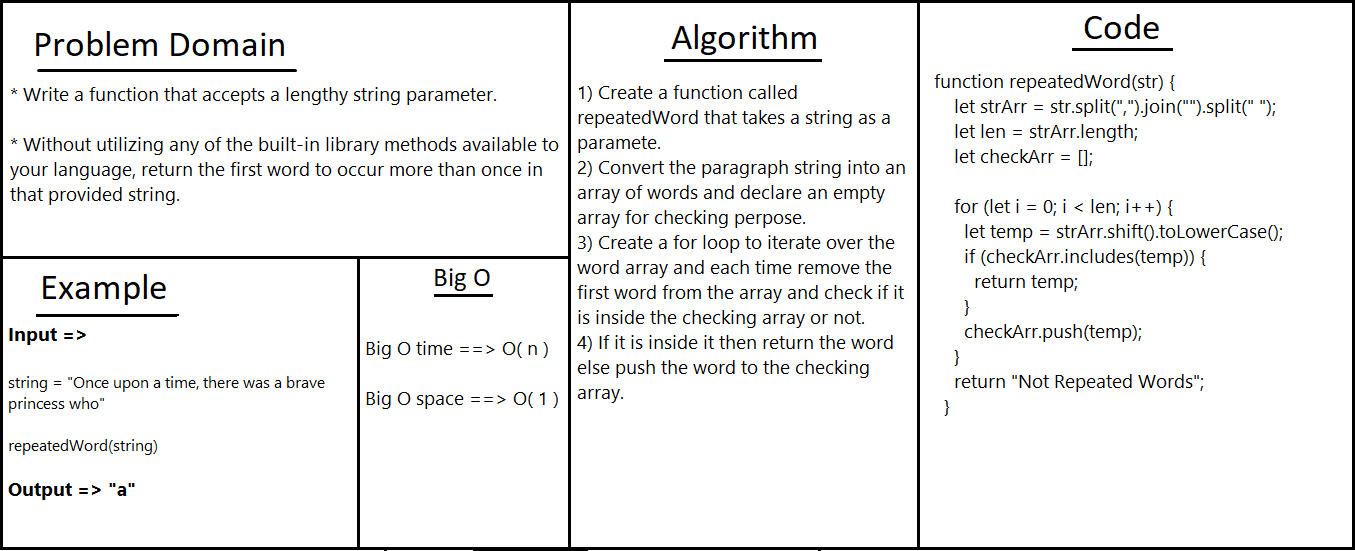 Problem Domain
* Write a function that accepts a lengthy string parameter.
* Without utilizing any of the built-in library methods available to
your language, return the first word to occur more than once in
that provided string.
Example
Input =>
string = "Once upon a time, there was a brave
princess who"
repeatedWord(string)
Output => "a"
Big O
Big O time ==> O( n )
Big O space ==> O( 1 )
Algorithm
1) Create a function called
repeatedWord that takes a string as a
paramete.
2) Convert the paragraph string into an
array of words and declare an empty
array for checking perpose.
3) Create a for loop to iterate over the
word array and each time remove the
first word from the array and check if it
is inside the checking array or not.
4) If it is inside it then return the word
else push the word to the checking
array.
Code
function repeatedWord(str) {
let strArr = str.split(",").join("").split(" ");
let len = strArr.length;
let checkArr = [];
for (let i = 0; i < len; i++) {
let temp = strArr.shift().toLowerCase();
if (checkArr.includes(temp)) {
return temp;
}
checkArr.push(temp);
}
return "Not Repeated Words";
}